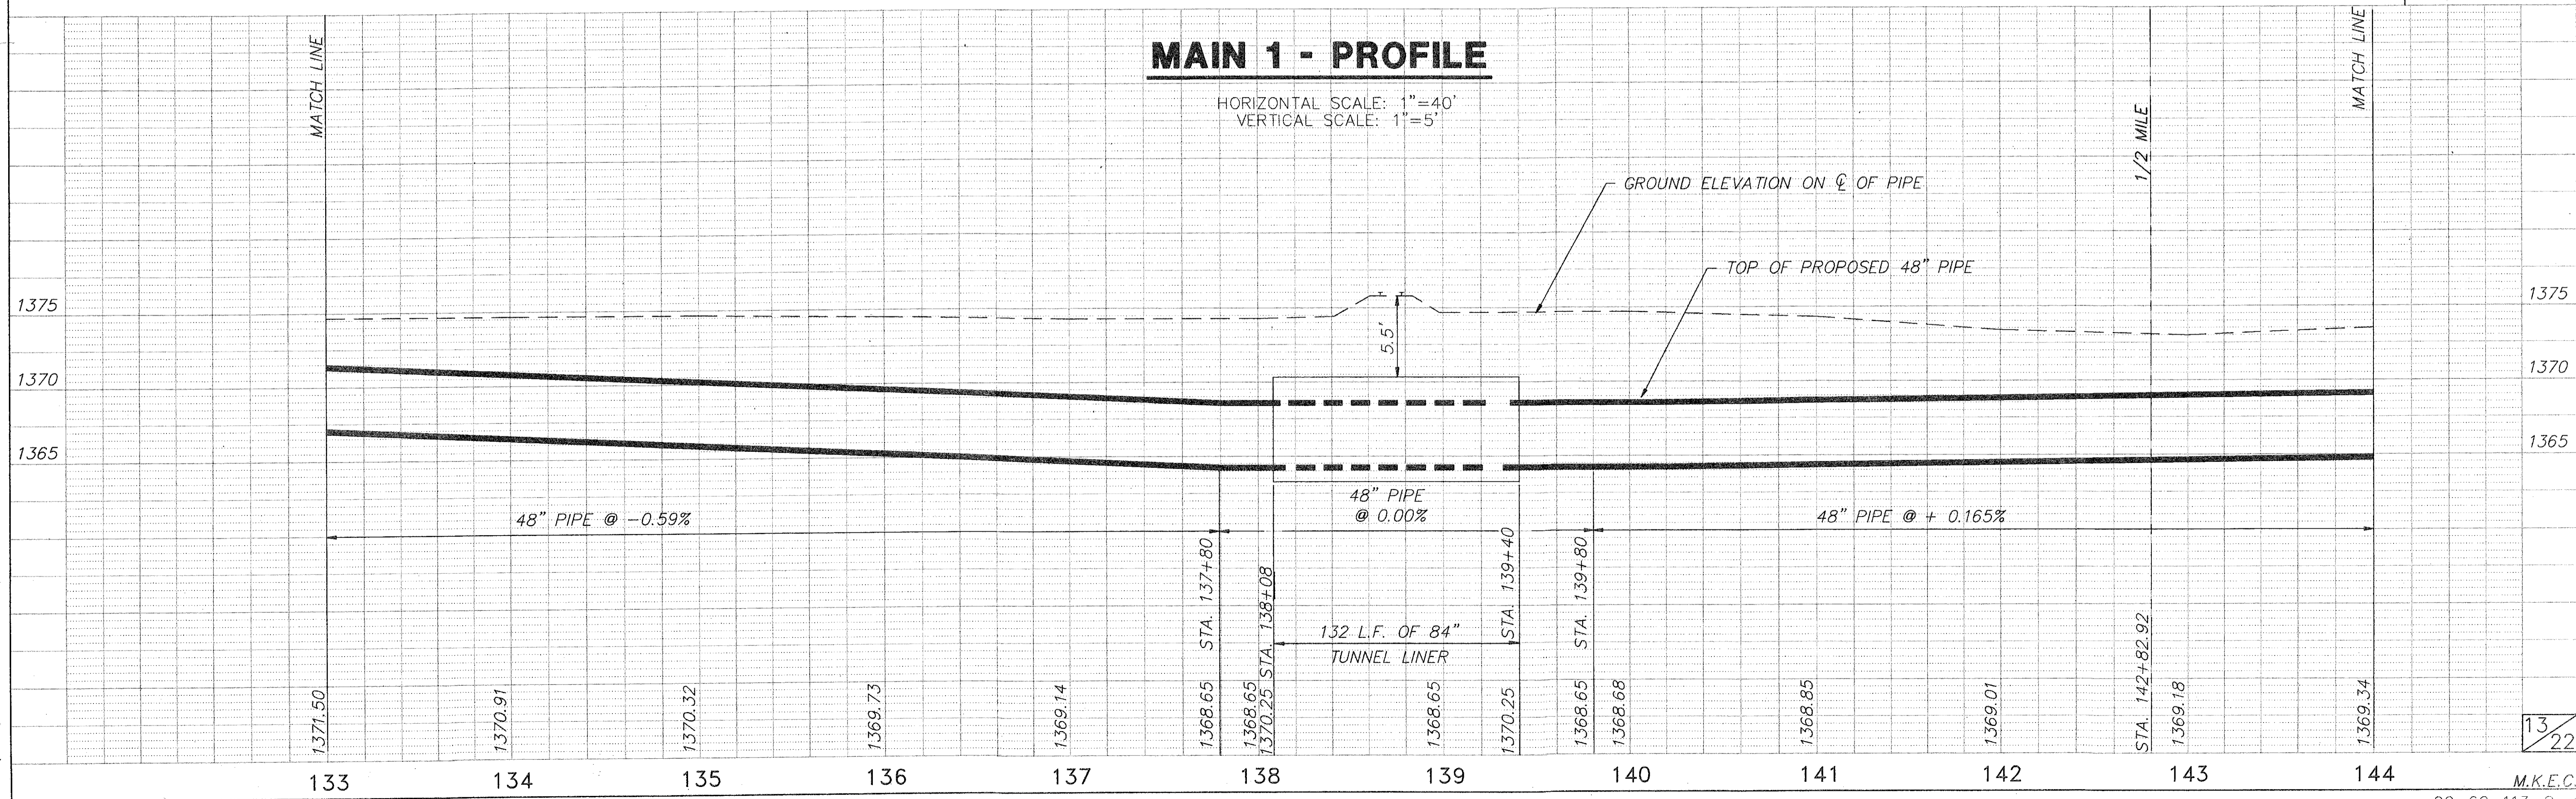 MAIN 1 - PROFILE
HORIZONTAL SCALE: 1"=40'
VERTICAL SCALE: 1"=5'
MATCH LINE
MATCH LINE
1/2 MILE
GROUND ELEVATION ON ℄ OF PIPE
TOP OF PROPOSED 48" PIPE
1375
1370
1365
1375
1370
1365
5.5'
48" PIPE @ -0.59%
48" PIPE
@ 0.00%
48" PIPE @ + 0.165%
STA. 137+80
STA. 138+08
STA. 139+40
STA. 139+80
STA. 142+82.92
132 L.F. OF 84"
TUNNEL LINER
1371.50
1370.91
1370.32
1369.73
1369.14
1368.65
1368.65
1370.25
1368.65
1370.25
1368.65
1368.68
1368.85
1369.01
1369.18
1369.34
133 134 135 136 137 138 139 140 141 142 143 144
13/22
M.K.E.C.